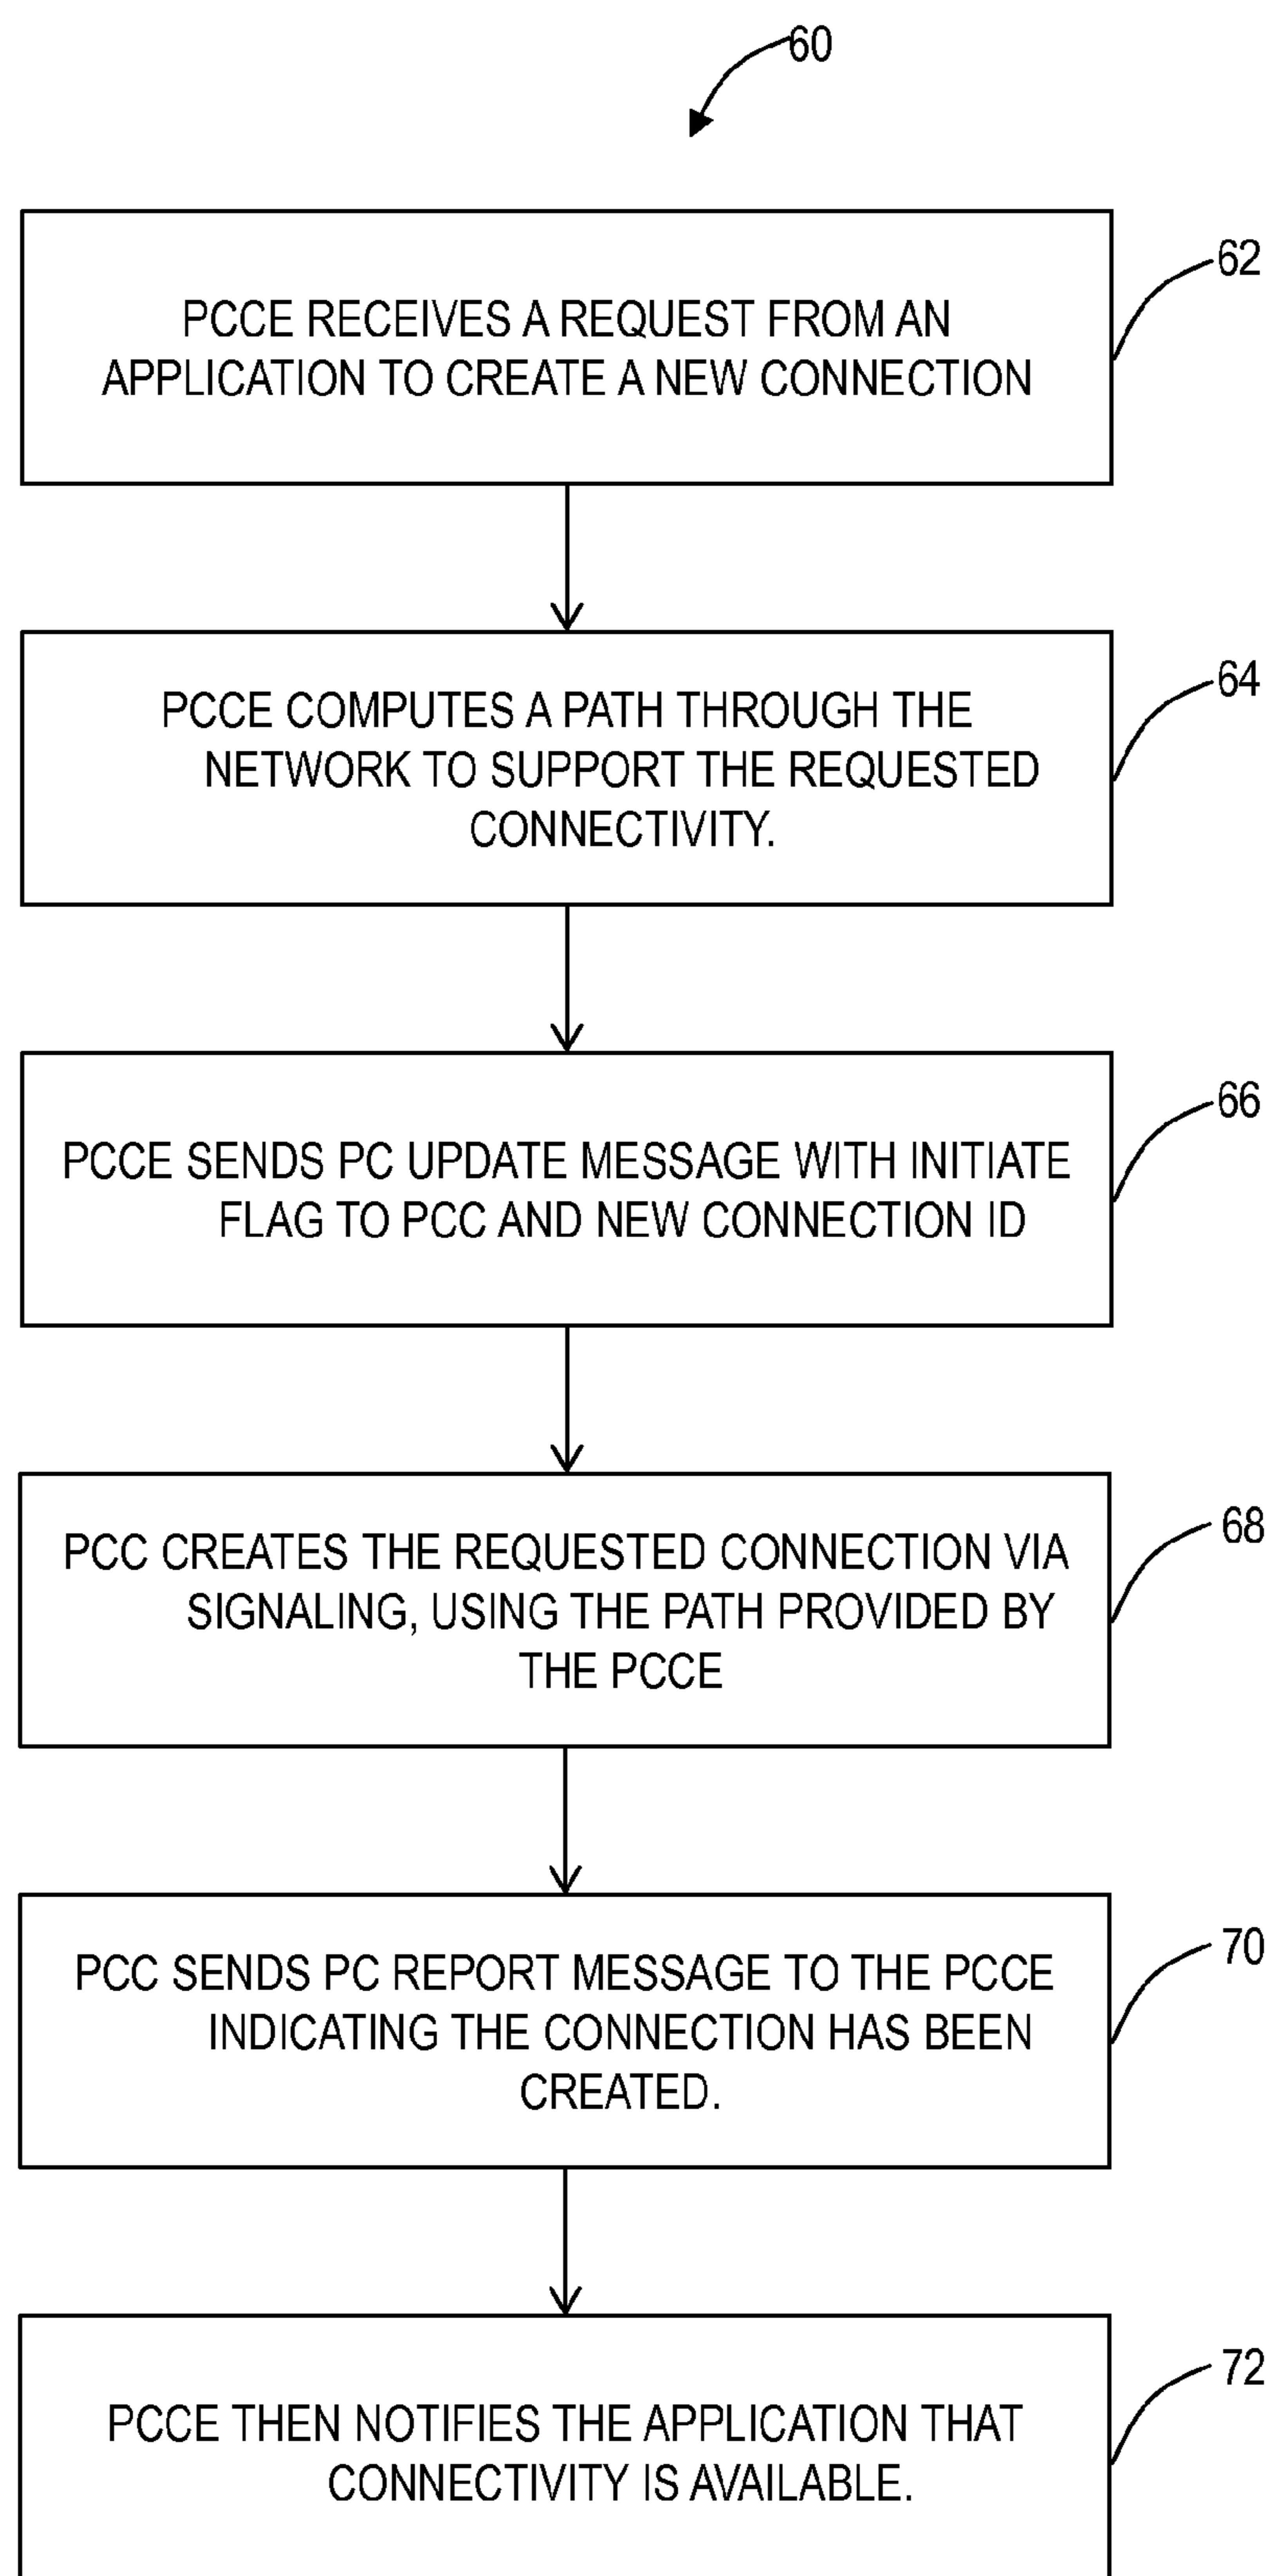 60
62
PCCE RECEIVES A REQUEST FROM AN
APPLICATION TO CREATE A NEW CONNECTION
64
PCCE COMPUTES A PATH THROUGH THE
NETWORK TO SUPPORT THE REQUESTED
CONNECTIVITY.
66
PCCE SENDS PC UPDATE MESSAGE WITH INITIATE
FLAG TO PCC AND NEW CONNECTION ID
68
PCC CREATES THE REQUESTED CONNECTION VIA
SIGNALING, USING THE PATH PROVIDED BY
THE PCCE
70
PCC SENDS PC REPORT MESSAGE TO THE PCCE
INDICATING THE CONNECTION HAS BEEN
CREATED.
72
PCCE THEN NOTIFIES THE APPLICATION THAT
CONNECTIVITY IS AVAILABLE.